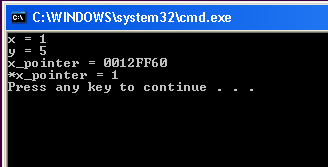 C:\WINDOWS\system32\cmd.exe
x = 1
y = 5
x_pointer = 0012FF60
*x_pointer = 1
Press any key to continue . . .